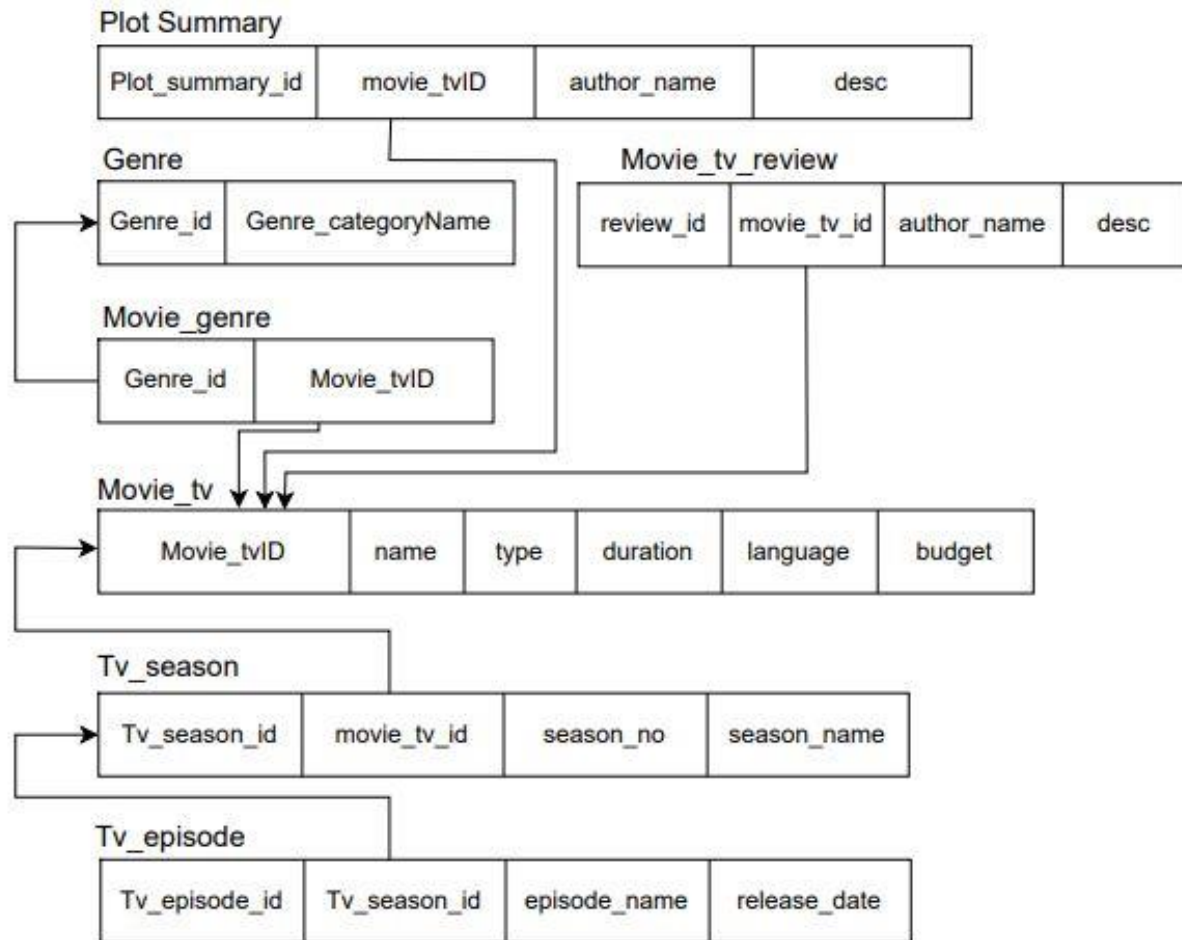 Plot Summary
Plot_summary_id movie_tvID author_name desc
Genre
Genre_id Genre_categoryName
Movie_tv_review
review_id movie_tv_id author_name desc
Movie_genre
Genre_id Movie_tvID
Movie_tv
Movie_tvID name type duration language budget
Tv_season
Tv_season_id movie_tv_id season_no season_name
Tv_episode
Tv_episode_id Tv_season_id episode_name release_date